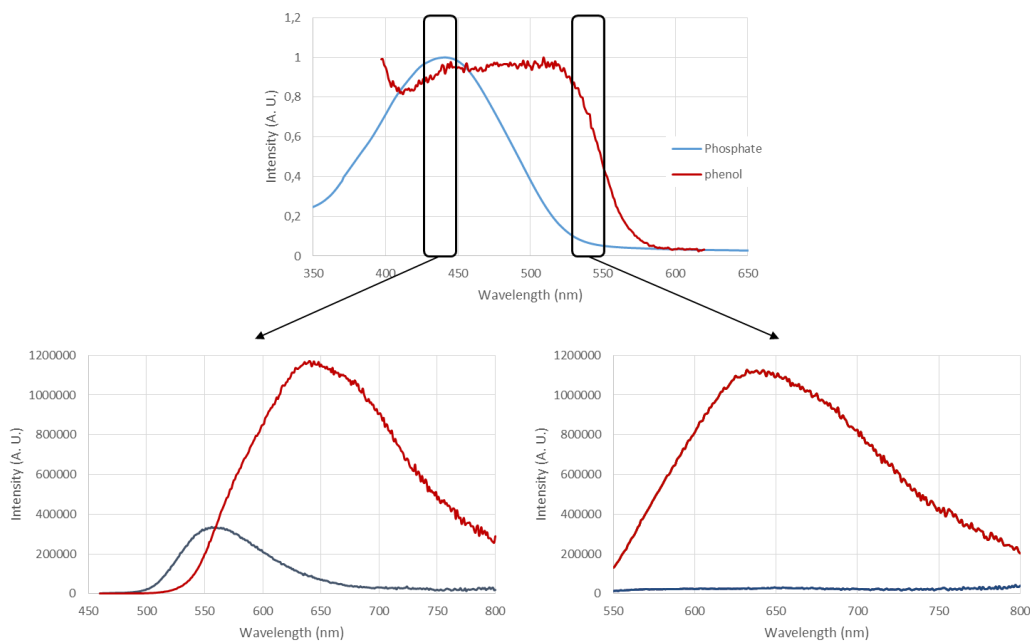 1,2
1
0,8
0,6
0,4
0,2
0
Intensity (A. U.)
350 400 450 500 550 600 650
Wavelength (nm)
Phosphate
phenol
1200000
1000000
800000
600000
400000
200000
0
Intensity (A. U.)
450 500 550 600 650 700 750 800
Wavelength (nm)
1200000
1000000
800000
600000
400000
200000
0
Intensity (A. U.)
550 600 650 700 750 800
Wavelength (nm)